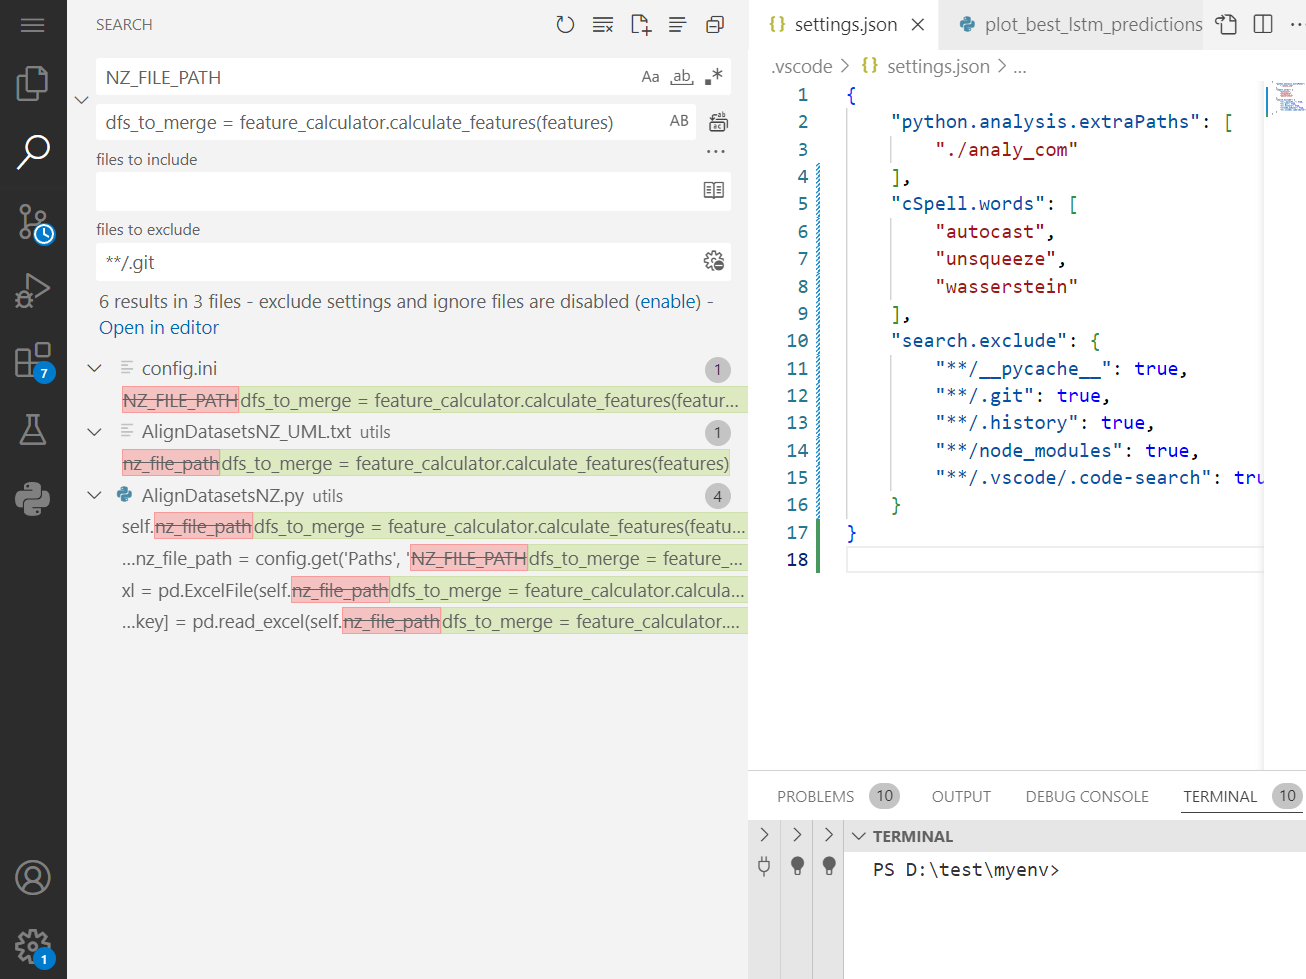 SEARCH
NZ_FILE_PATH
Aa ab .*
dfs_to_merge = feature_calculator.calculate_features(features)
AB
files to include
files to exclude
**/.git
6 results in 3 files - exclude settings and ignore files are disabled (enable) -
Open in editor
config.ini 1
NZ_FILE_PATHdfs_to_merge = feature_calculator.calculate_features(featur...
AlignDatasetsNZ_UML.txt utils 1
nz_file_pathdfs_to_merge = feature_calculator.calculate_features(features)
AlignDatasetsNZ.py utils 4
self.nz_file_pathdfs_to_merge = feature_calculator.calculate_features(featu...
...nz_file_path = config.get('Paths', 'NZ_FILE_PATHdfs_to_merge = feature_...
xl = pd.ExcelFile(self.nz_file_pathdfs_to_merge = feature_calculator.calcula...
...key] = pd.read_excel(self.nz_file_pathdfs_to_merge = feature_calculator....
7
1
{} settings.json
plot_best_lstm_predictions
.vscode > {} settings.json > ...
1 {
2 "python.analysis.extraPaths": [
3 "./analy_com"
4 ],
5 "cSpell.words": [
6 "autocast",
7 "unsqueeze",
8 "wasserstein"
9 ],
10 "search.exclude": {
11 "**/__pycache__": true,
12 "**/.git": true,
13 "**/.history": true,
14 "**/node_modules": true,
15 "**/.vscode/.code-search": tru
16 }
17 }
18
PROBLEMS 10 OUTPUT DEBUG CONSOLE TERMINAL 10
TERMINAL
PS D:\test\myenv>